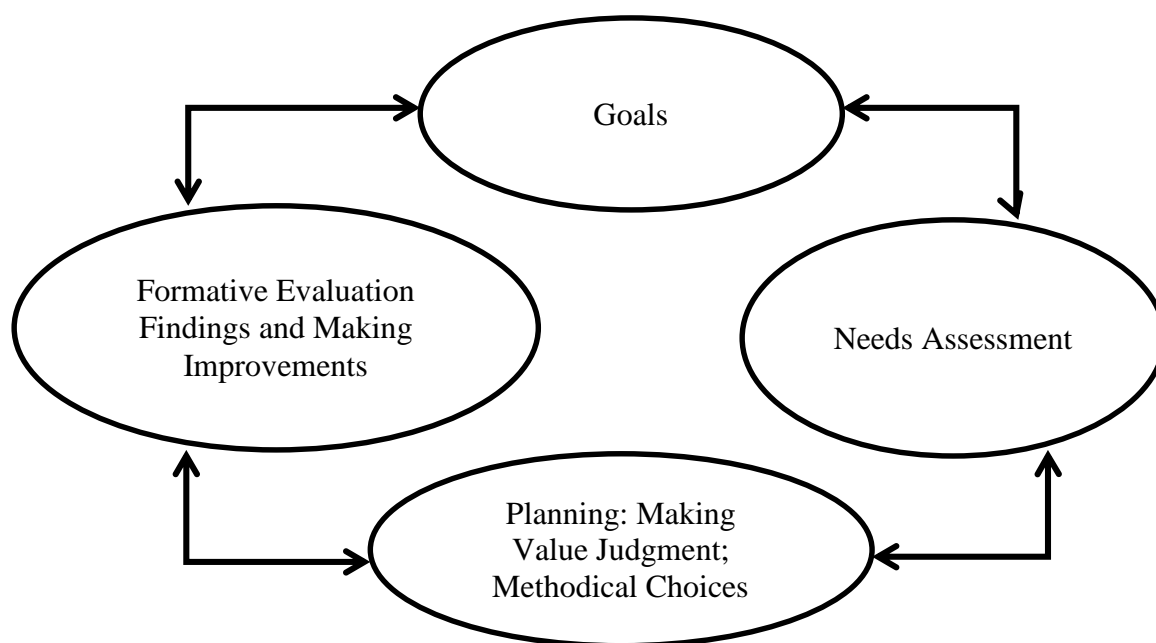 Goals
Formative Evaluation
Findings and Making
Improvements
Needs Assessment
Planning: Making
Value Judgment;
Methodical Choices